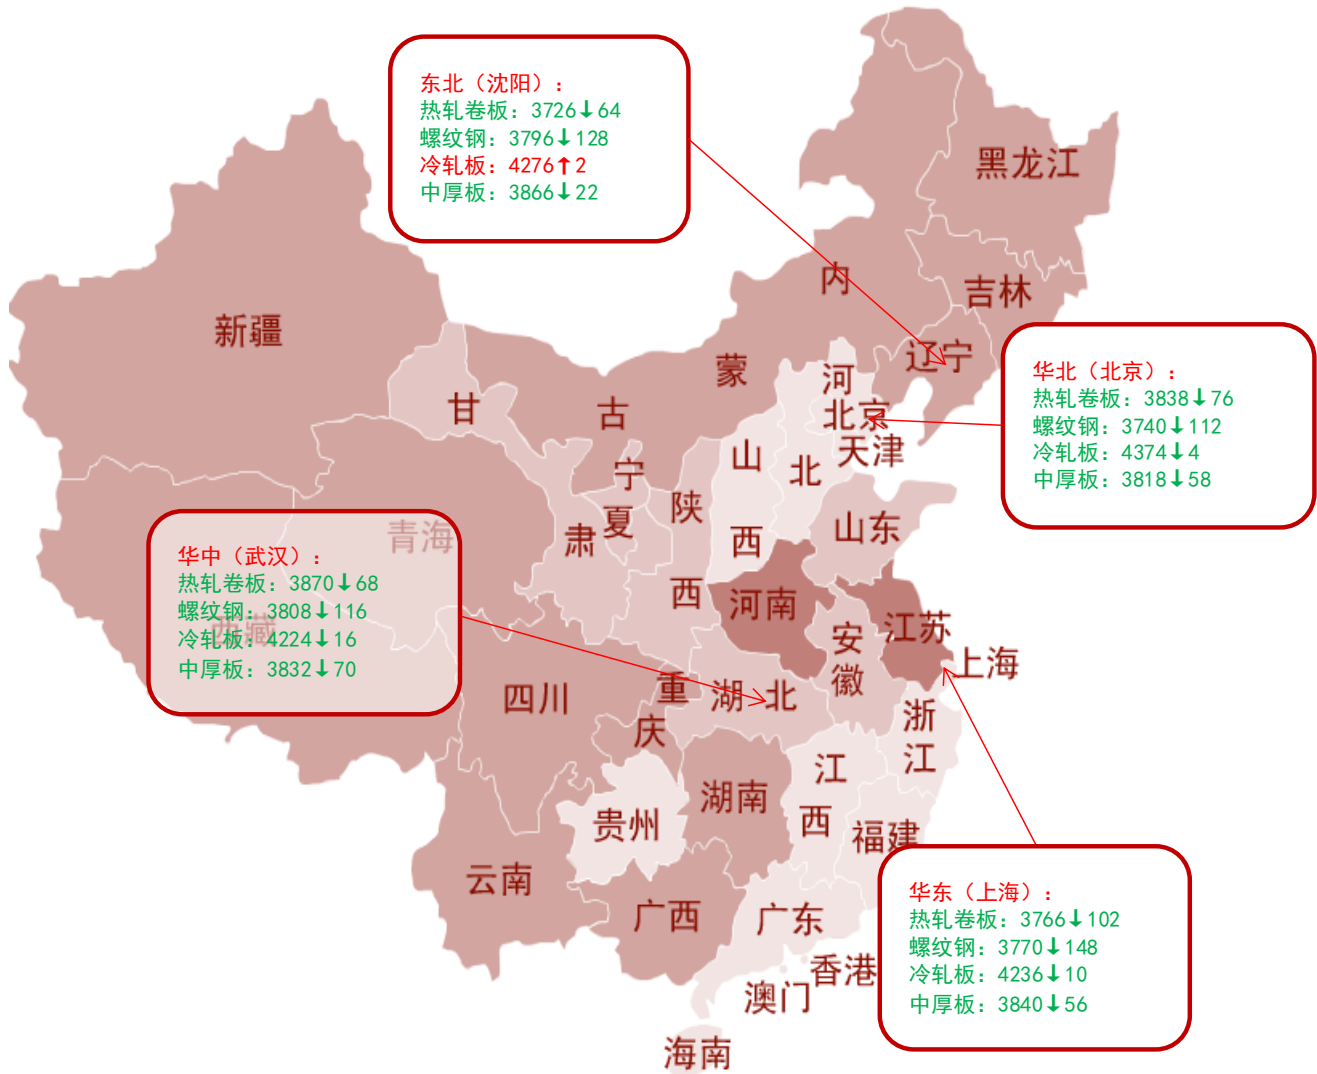 东北（沈阳）：
热轧卷板：3726↓64
螺纹钢：3796↓128
冷轧板：4276↑2
中厚板：3866↓22
黑龙江
内
吉林
新疆
辽宁
蒙
河
华北（北京）：
热轧卷板：3838↓76
螺纹钢：3740↓112
冷轧板：4374↓4
中厚板：3818↓58
甘
古
北京
天津
山
北
宁
夏
陕
肃
青海
山东
西
华中（武汉）：
热轧卷板：3870↓68
螺纹钢：3808↓116
冷轧板：4224↓16
中厚板：3832↓70
西藏
西
河南
江苏
安
徽
上海
四川
重
庆
湖北
浙
江
江
西
湖南
贵州
福建
云南
广西
广东
华东（上海）：
热轧卷板：3766↓102
螺纹钢：3770↓148
冷轧板：4236↓10
中厚板：3840↓56
香港
澳门
海南